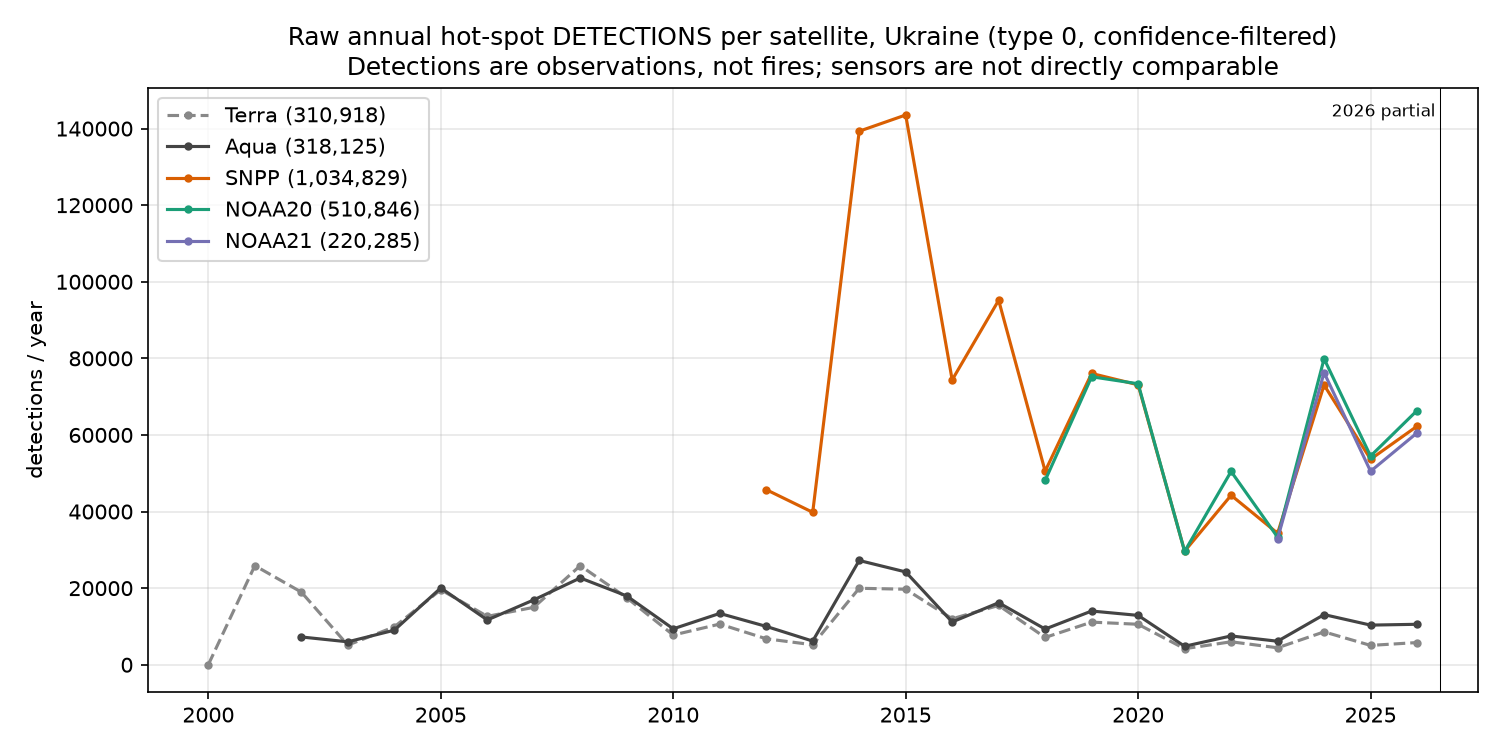 Raw annual hot-spot DETECTIONS per satellite, Ukraine (type 0, confidence-filtered)
Detections are observations, not fires; sensors are not directly comparable
2026 partial
Terra (310,918)
Aqua (318,125)
SNPP (1,034,829)
NOAA20 (510,846)
NOAA21 (220,285)
detections / year
140000
120000
100000
80000
60000
40000
20000
0
2000
2005
2010
2015
2020
2025